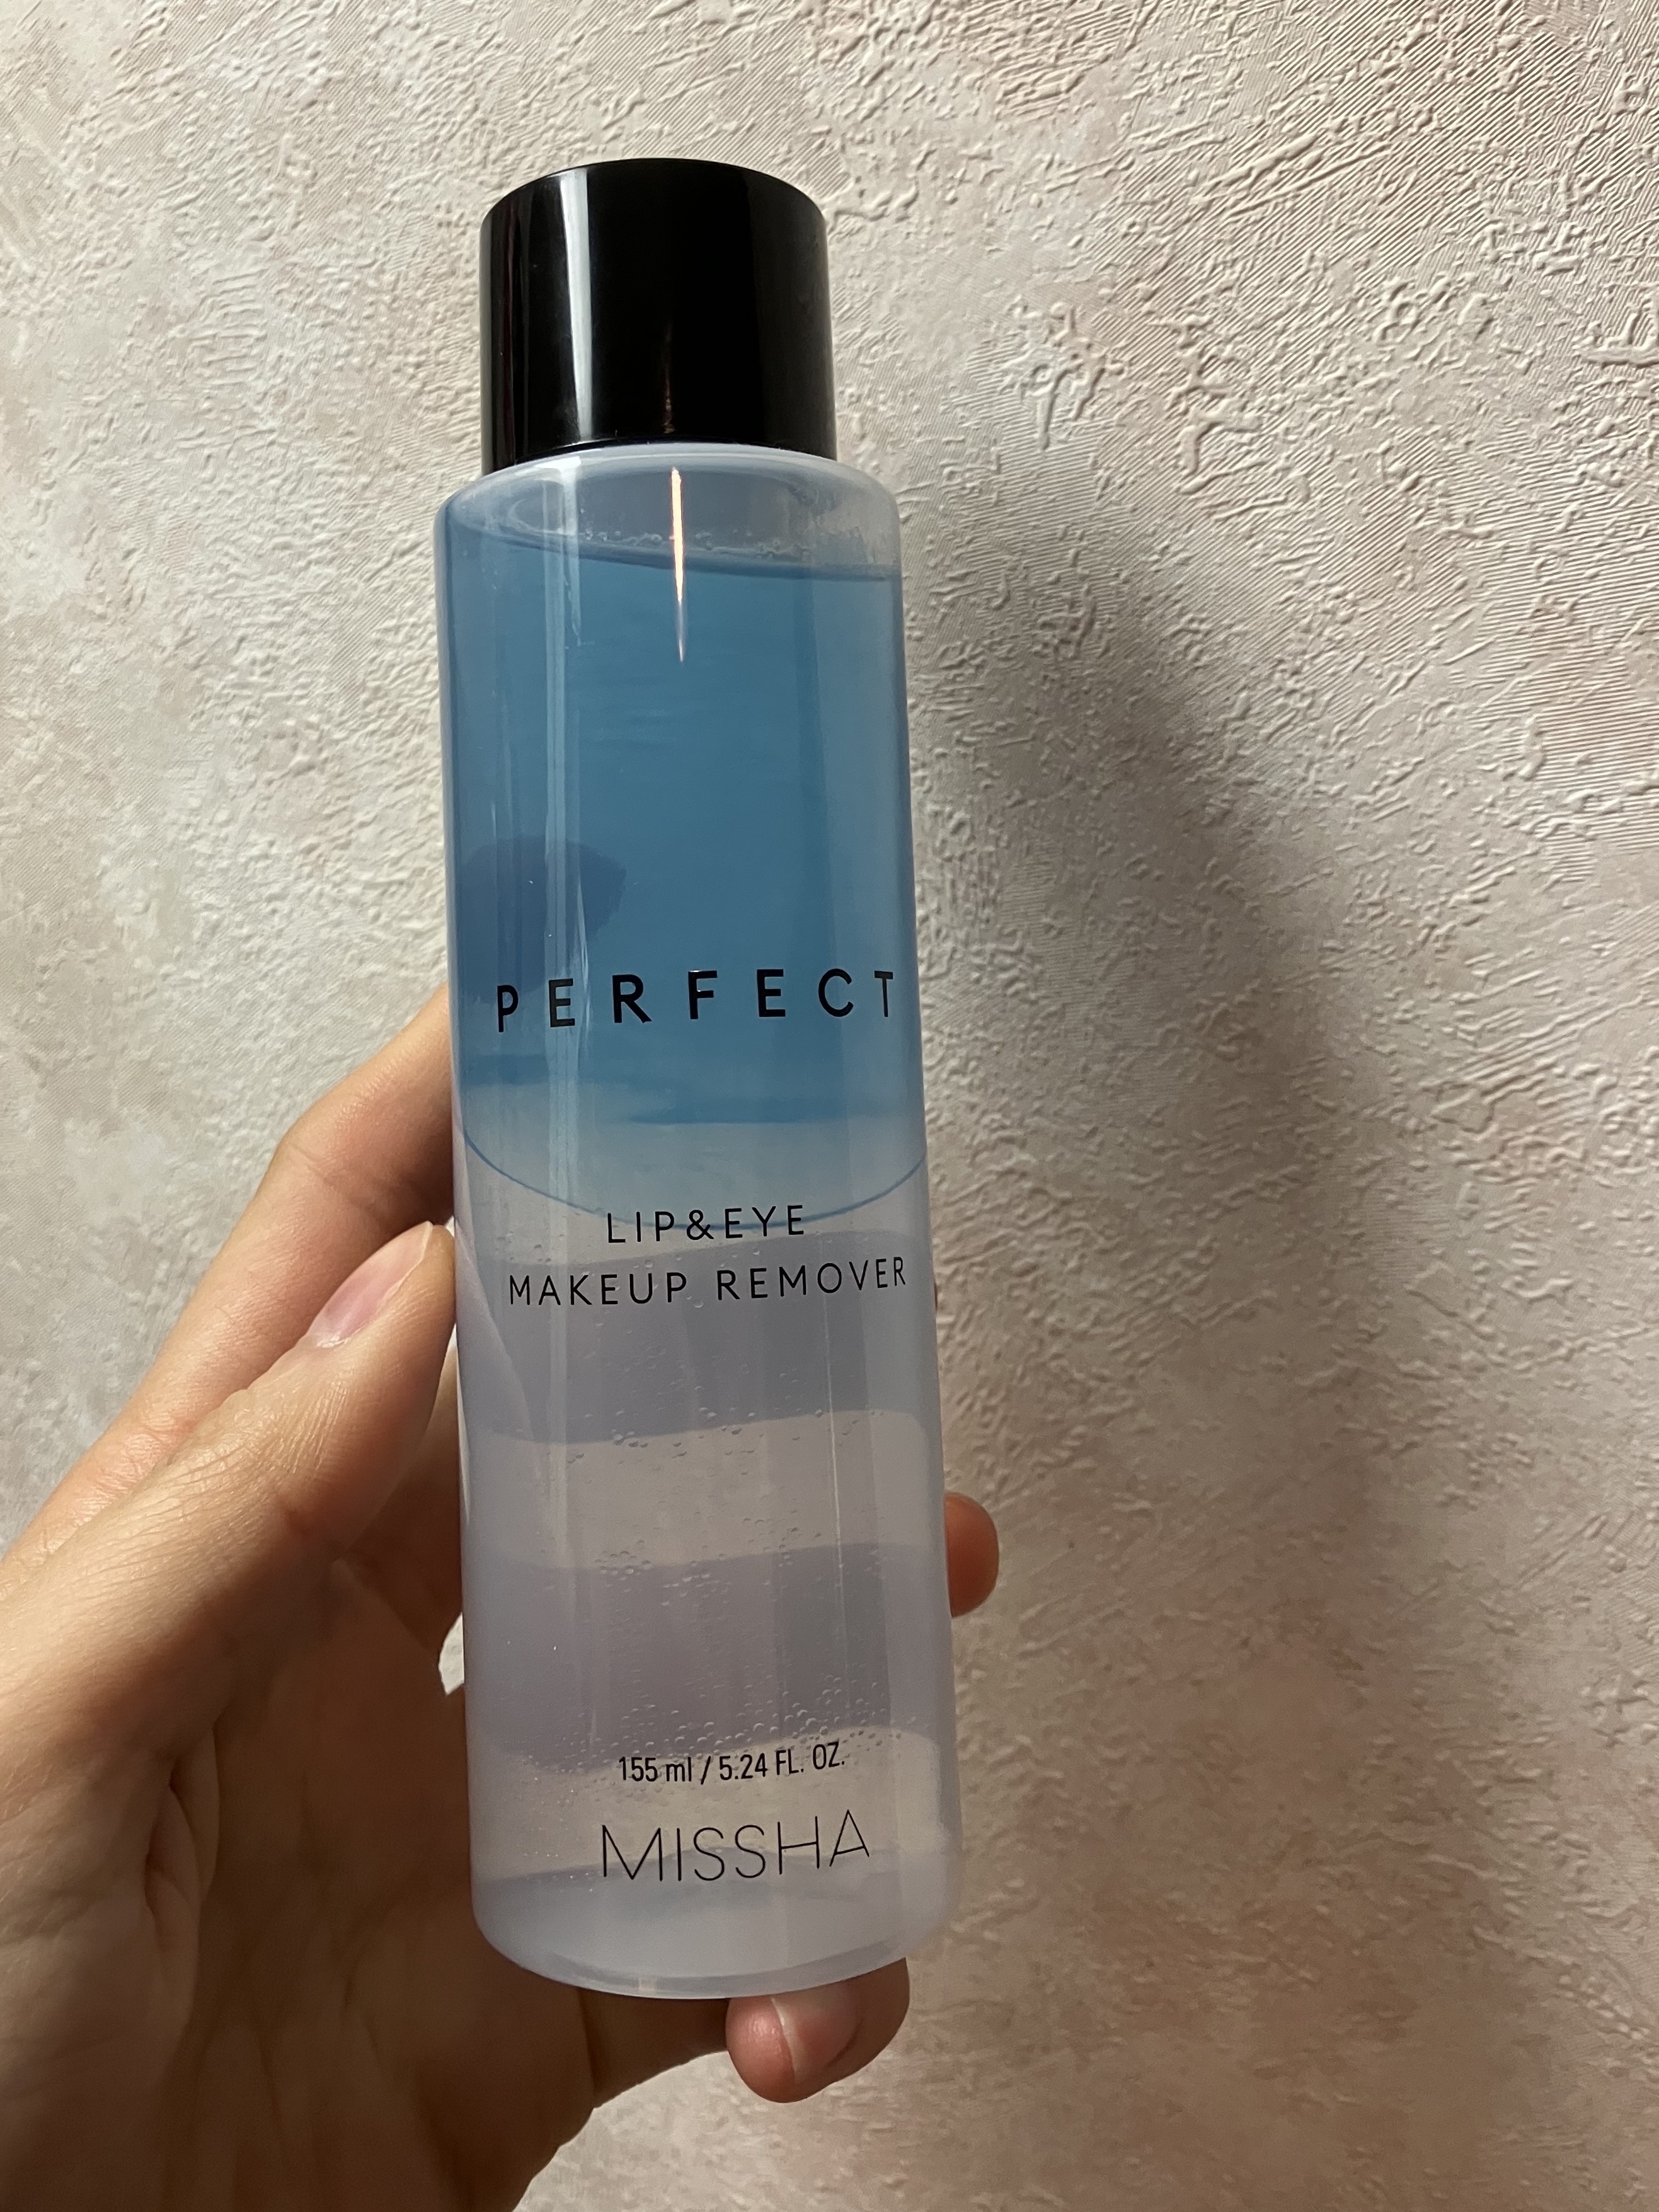 PERFECT
LIP&EYE
MAKEUP REMOVER
155 ml / 5.24 FL. OZ.
MISSHA